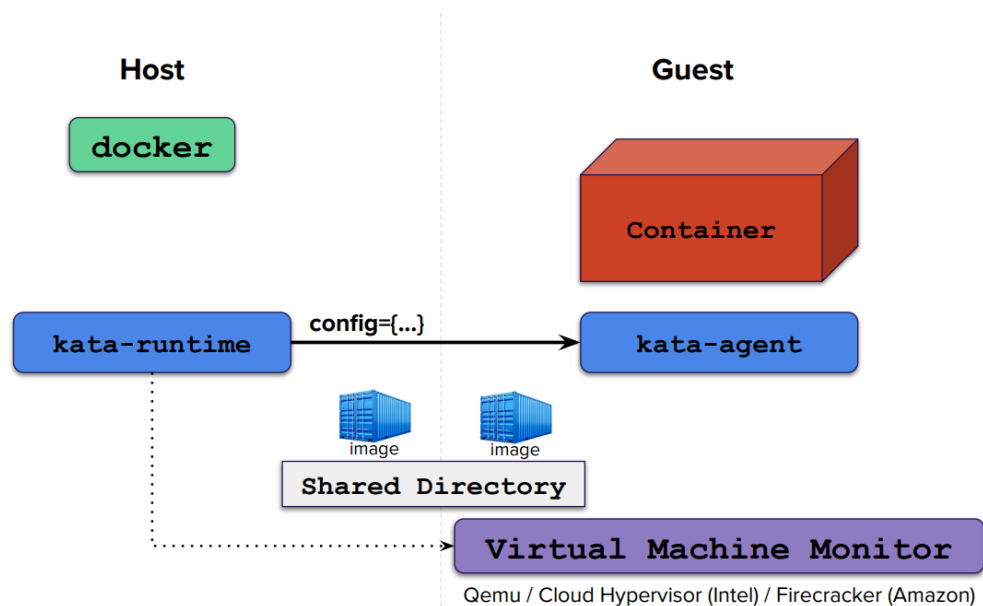 Host
Guest
docker
Container
config={...}
kata-runtime
kata-agent
image
image
Shared Directory
Virtual Machine Monitor
Qemu / Cloud Hypervisor (Intel) / Firecracker (Amazon)